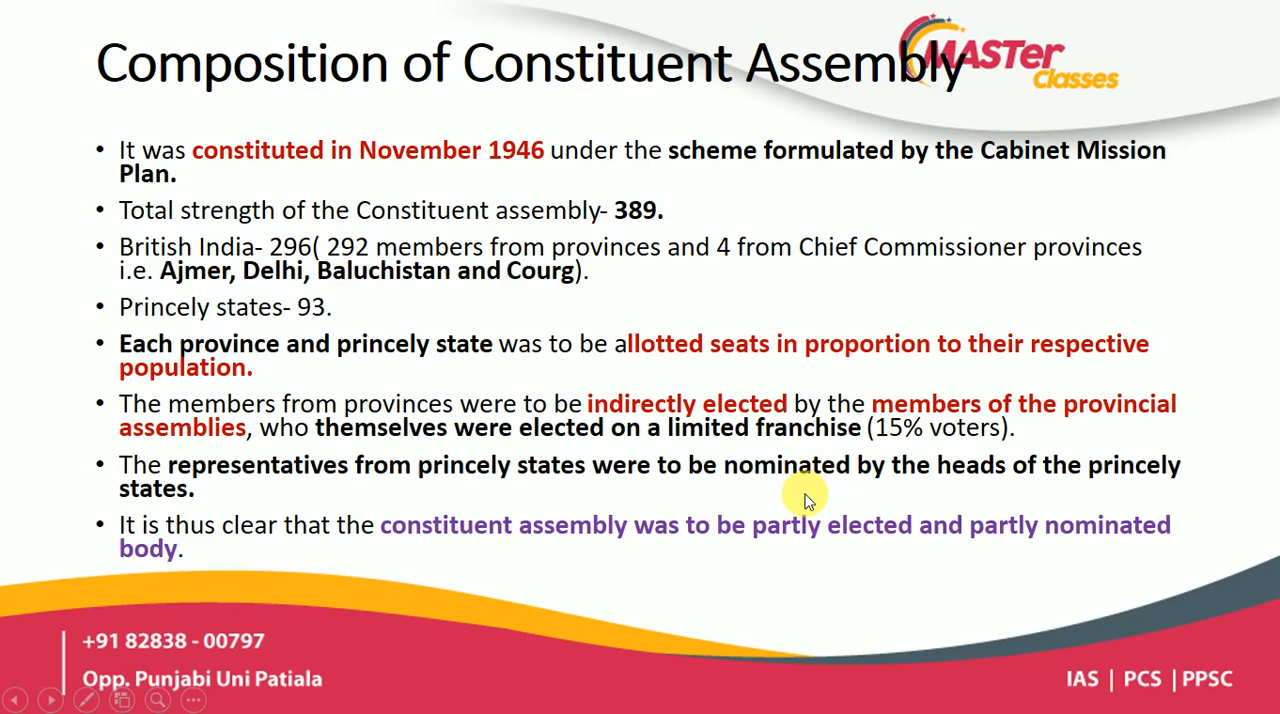 Composition of Constituent Assembly
MASTer
Classes
• It was constituted in November 1946 under the scheme formulated by the Cabinet Mission
Plan.
• Total strength of the Constituent assembly- 389.
• British India- 296( 292 members from provinces and 4 from Chief Commissioner provinces
i.e. Ajmer, Delhi, Baluchistan and Courg).
• Princely states- 93.
• Each province and princely state was to be allotted seats in proportion to their respective
population.
• The members from provinces were to be indirectly elected by the members of the provincial
assemblies, who themselves were elected on a limited franchise (15% voters).
• The representatives from princely states were to be nominated by the heads of the princely
states.
• It is thus clear that the constituent assembly was to be partly elected and partly nominated
body.
+91 82838 - 00797
Opp. Punjabi Uni Patiala
IAS | PCS | PPSC